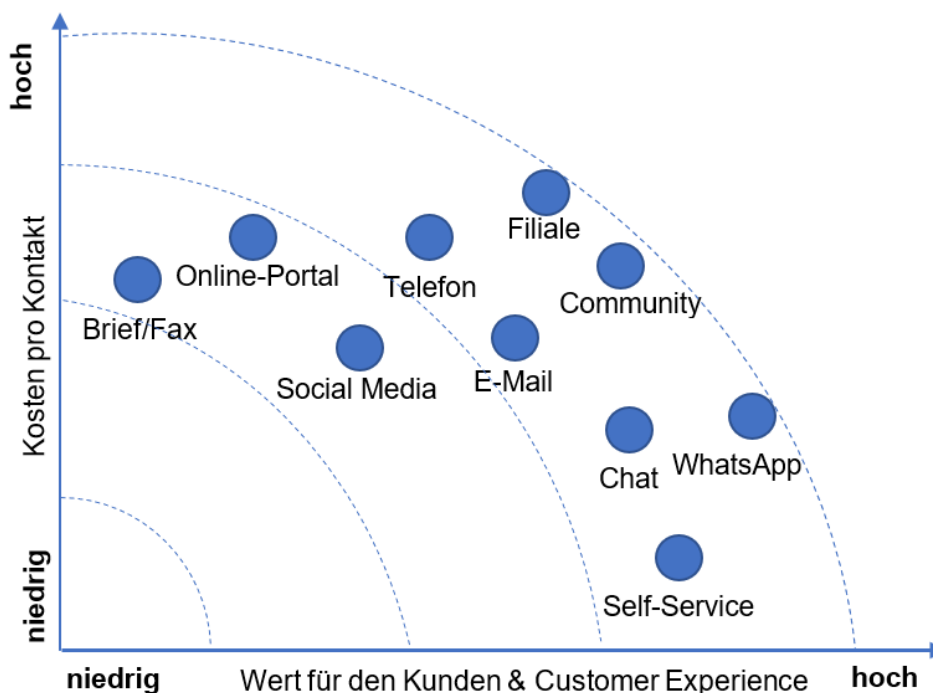 hoch
Kosten pro Kontakt
niedrig
Filiale
Online-Portal
Telefon
Community
Brief/Fax
Social Media
E-Mail
Chat
WhatsApp
Self-Service
niedrig
Wert für den Kunden & Customer Experience
hoch